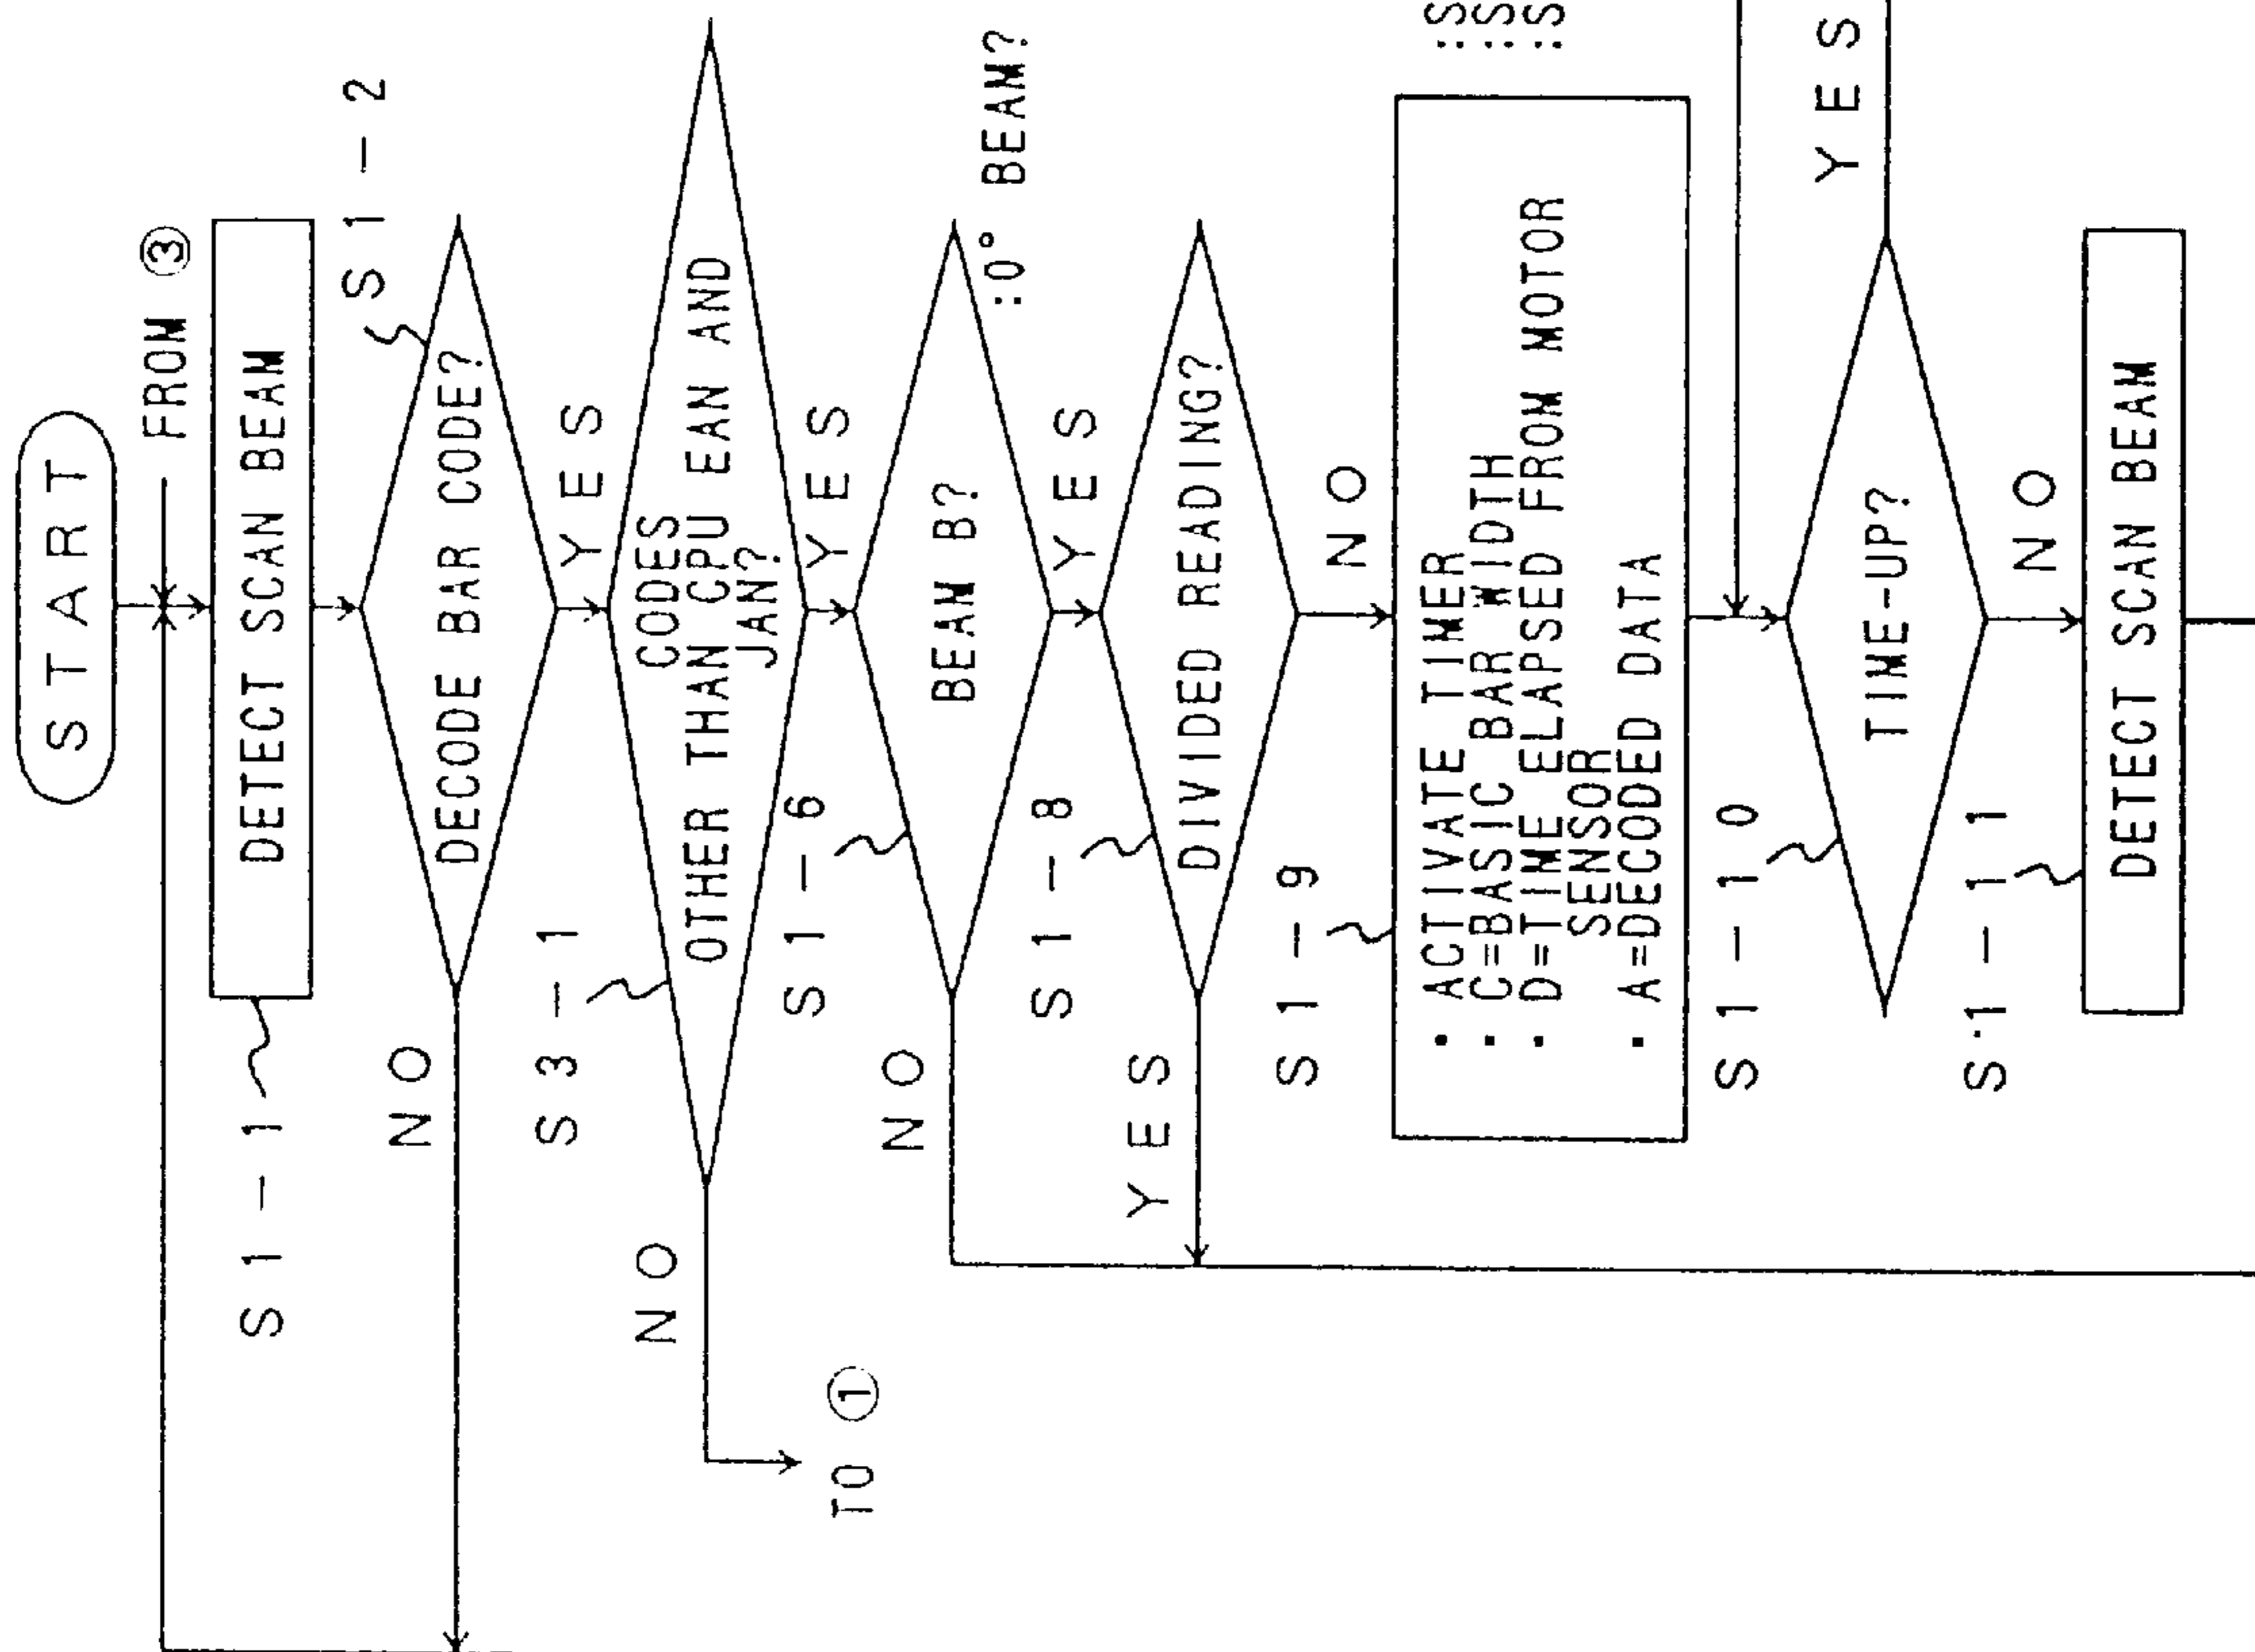 START
FROM ③
S1-1
DETECT SCAN BEAM
S1-2
DECODE BAR CODE?
NO
YES
S3-1
CODES
OTHER THAN CPU EAN AND
JAN?
NO
YES
TO ①
S1-6
BEAM B?
:0° BEAM?
NO
YES
S1-8
DIVIDED READING?
YES
NO
S1-9
· ACTIVATE TIMER :S
· C=BASIC BAR WIDTH :S
· D=TIME ELAPSED FROM MOTOR :S
SENSOR
· A=DECODED DATA
S1-10
TIME-UP?
YES
NO
S1-11
DETECT SCAN BEAM